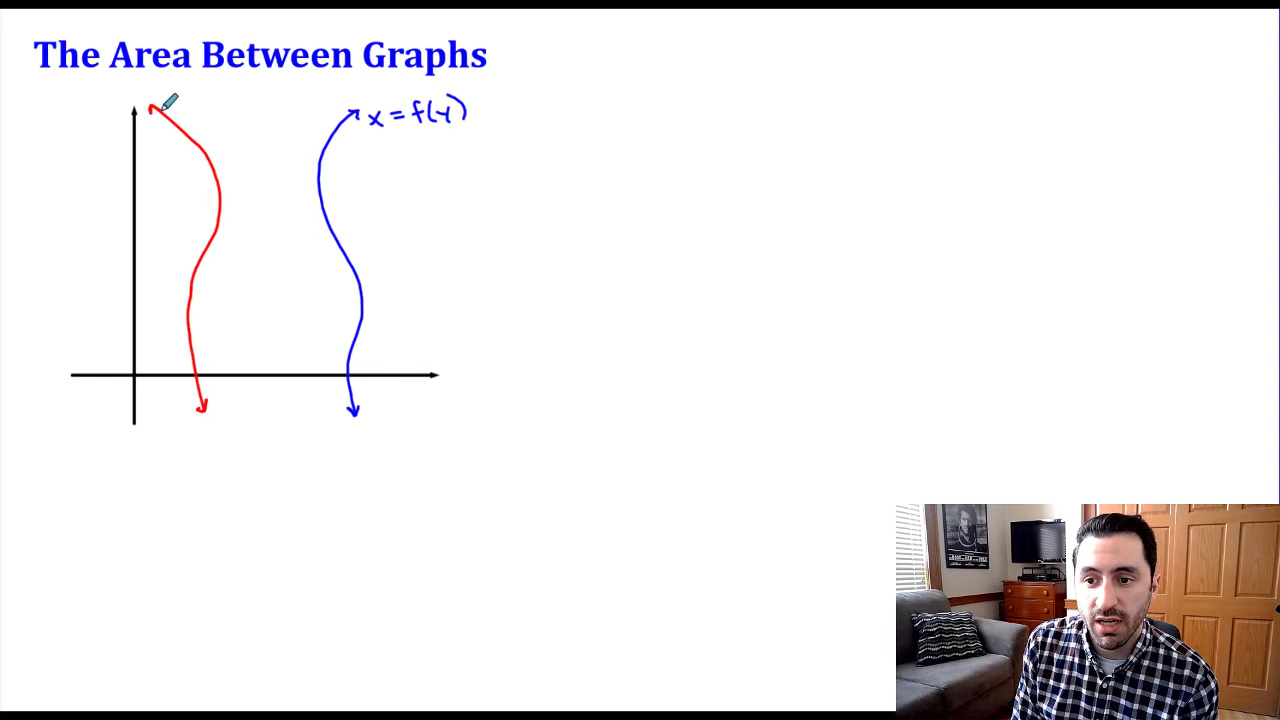 The Area Between Graphs
x = f(y)